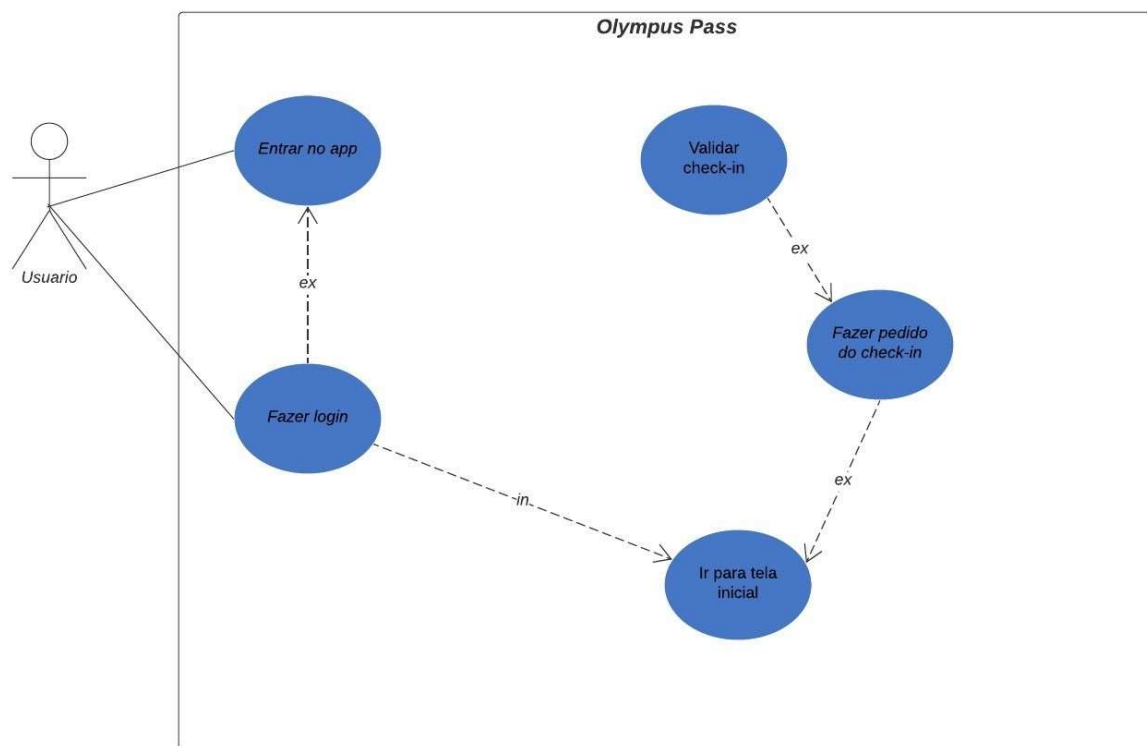 Olympus Pass
Entrar no app
Validar
check-in
ex
ex
Usuario
Fazer pedido
do check-in
Fazer login
ex
in
Ir para tela
inicial